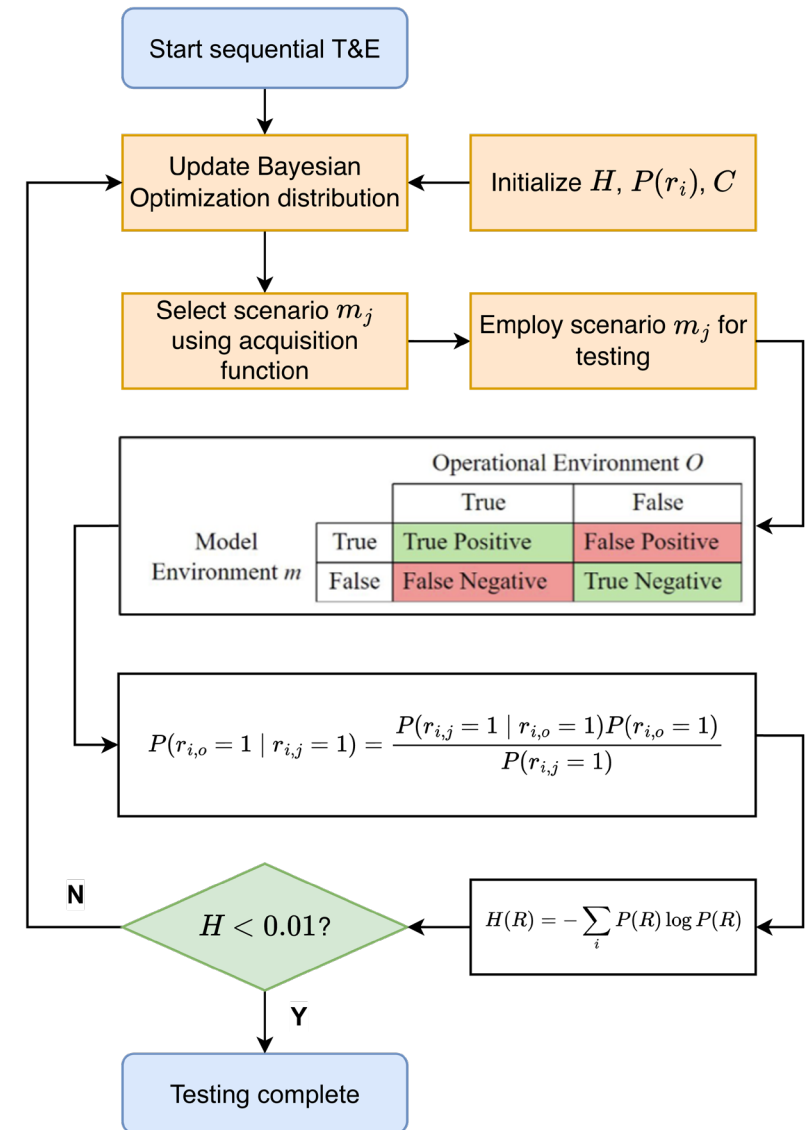 Start sequential T&E
Update Bayesian
Optimization distribution
Initialize H, P(r_i), C
Select scenario m_j
using acquisition
function
Employ scenario m_j for
testing
Operational Environment O
True False
Model
Environment m
True True Positive False Positive
False False Negative True Negative
P(r_{i,o} = 1 | r_{i,j} = 1) = \frac{P(r_{i,j} = 1 | r_{i,o} = 1)P(r_{i,o} = 1)}{P(r_{i,j} = 1)}
N
H < 0.01?
H(R) = -\sum_i P(R) log P(R)
Y
Testing complete